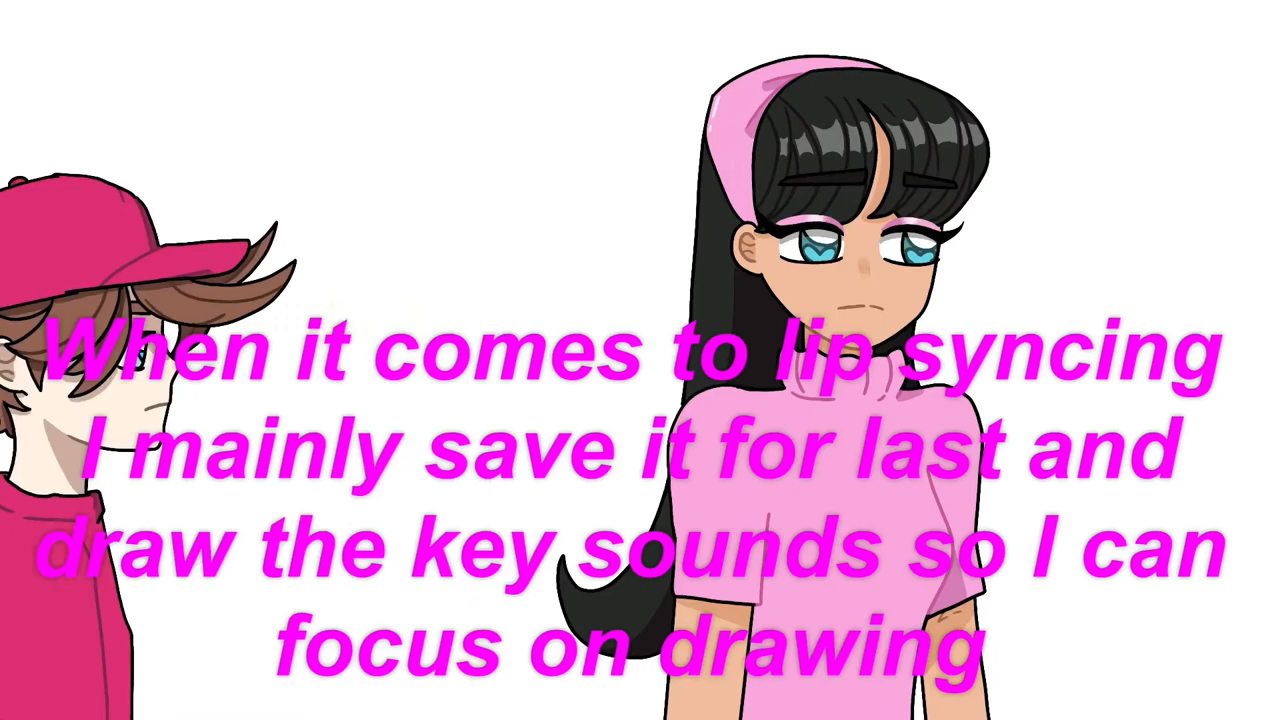 When it comes to lip syncing
I mainly save it for last and
draw the key sounds so I can
focus on drawing